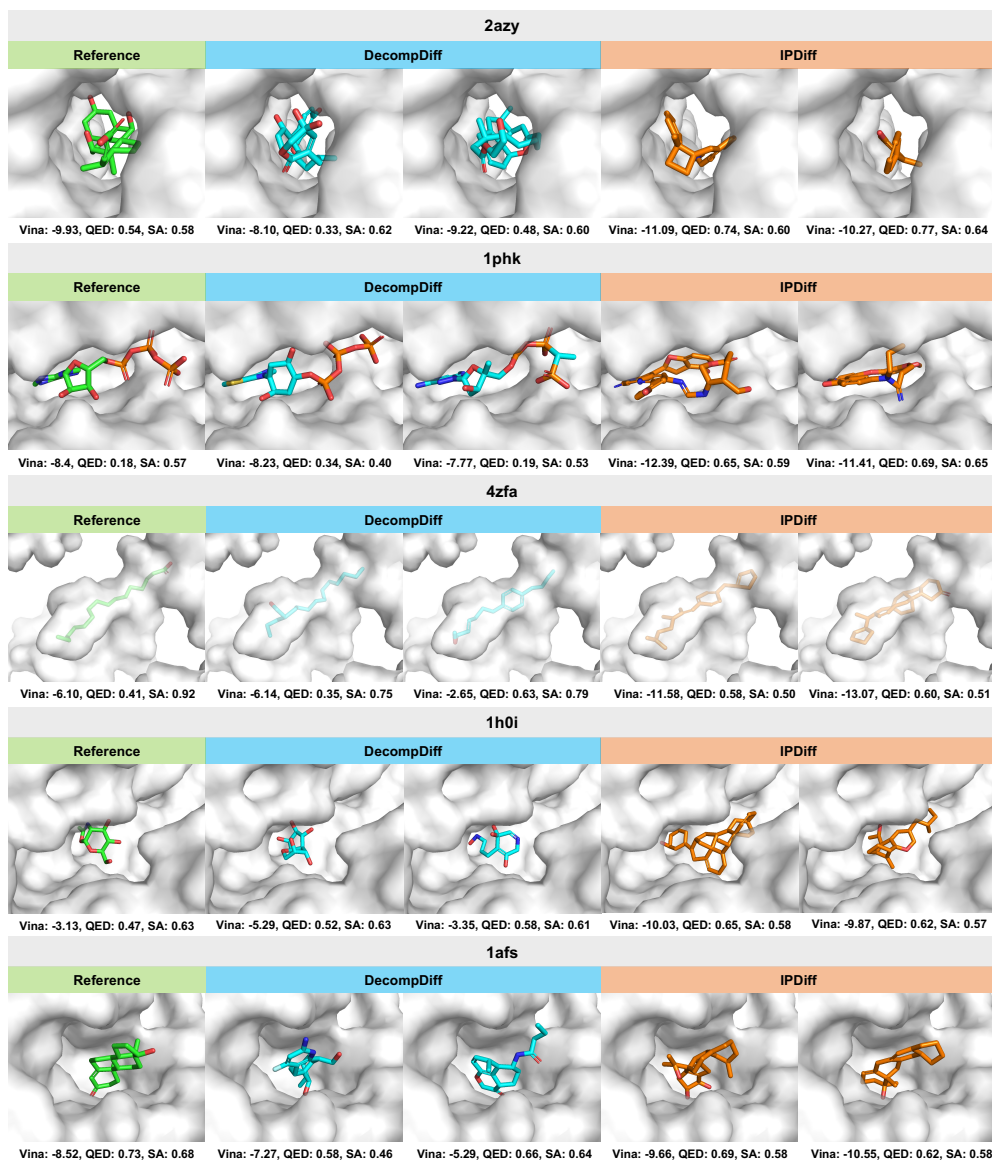 2azy
Reference DecompDiff IPDiff
Vina: -9.93, QED: 0.54, SA: 0.58 Vina: -8.10, QED: 0.33, SA: 0.62 Vina: -9.22, QED: 0.48, SA: 0.60 Vina: -11.09, QED: 0.74, SA: 0.60 Vina: -10.27, QED: 0.77, SA: 0.64
1phk
Reference DecompDiff IPDiff
Vina: -8.4, QED: 0.18, SA: 0.57 Vina: -8.23, QED: 0.34, SA: 0.40 Vina: -7.77, QED: 0.19, SA: 0.53 Vina: -12.39, QED: 0.65, SA: 0.59 Vina: -11.41, QED: 0.69, SA: 0.65
4zfa
Reference DecompDiff IPDiff
Vina: -6.10, QED: 0.41, SA: 0.92 Vina: -6.14, QED: 0.35, SA: 0.75 Vina: -2.65, QED: 0.63, SA: 0.79 Vina: -11.58, QED: 0.58, SA: 0.50 Vina: -13.07, QED: 0.60, SA: 0.51
1h0i
Reference DecompDiff IPDiff
Vina: -3.13, QED: 0.47, SA: 0.63 Vina: -5.29, QED: 0.52, SA: 0.63 Vina: -3.35, QED: 0.58, SA: 0.61 Vina: -10.03, QED: 0.65, SA: 0.58 Vina: -9.87, QED: 0.62, SA: 0.57
1afs
Reference DecompDiff IPDiff
Vina: -8.52, QED: 0.73, SA: 0.68 Vina: -7.27, QED: 0.58, SA: 0.46 Vina: -5.29, QED: 0.66, SA: 0.64 Vina: -9.66, QED: 0.69, SA: 0.58 Vina: -10.55, QED: 0.62, SA: 0.58